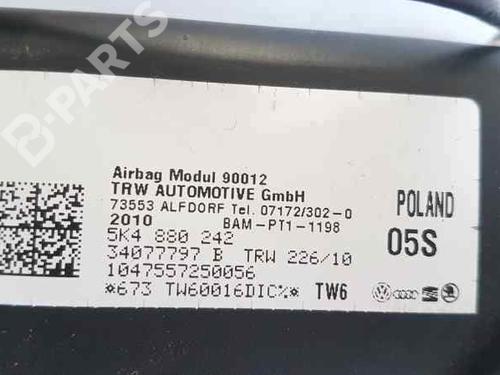 B-PARTS
Airbag Modul 90012
TRW AUTOMOTIVE GmbH
73553 ALFDORF Tel. 07172/302-0
2010 BAM-PT1-1198
5K4 880 242
34077797 B TRW 226/10
1047557250056
*673 TW60016DIC%* TW6
POLAND
05S